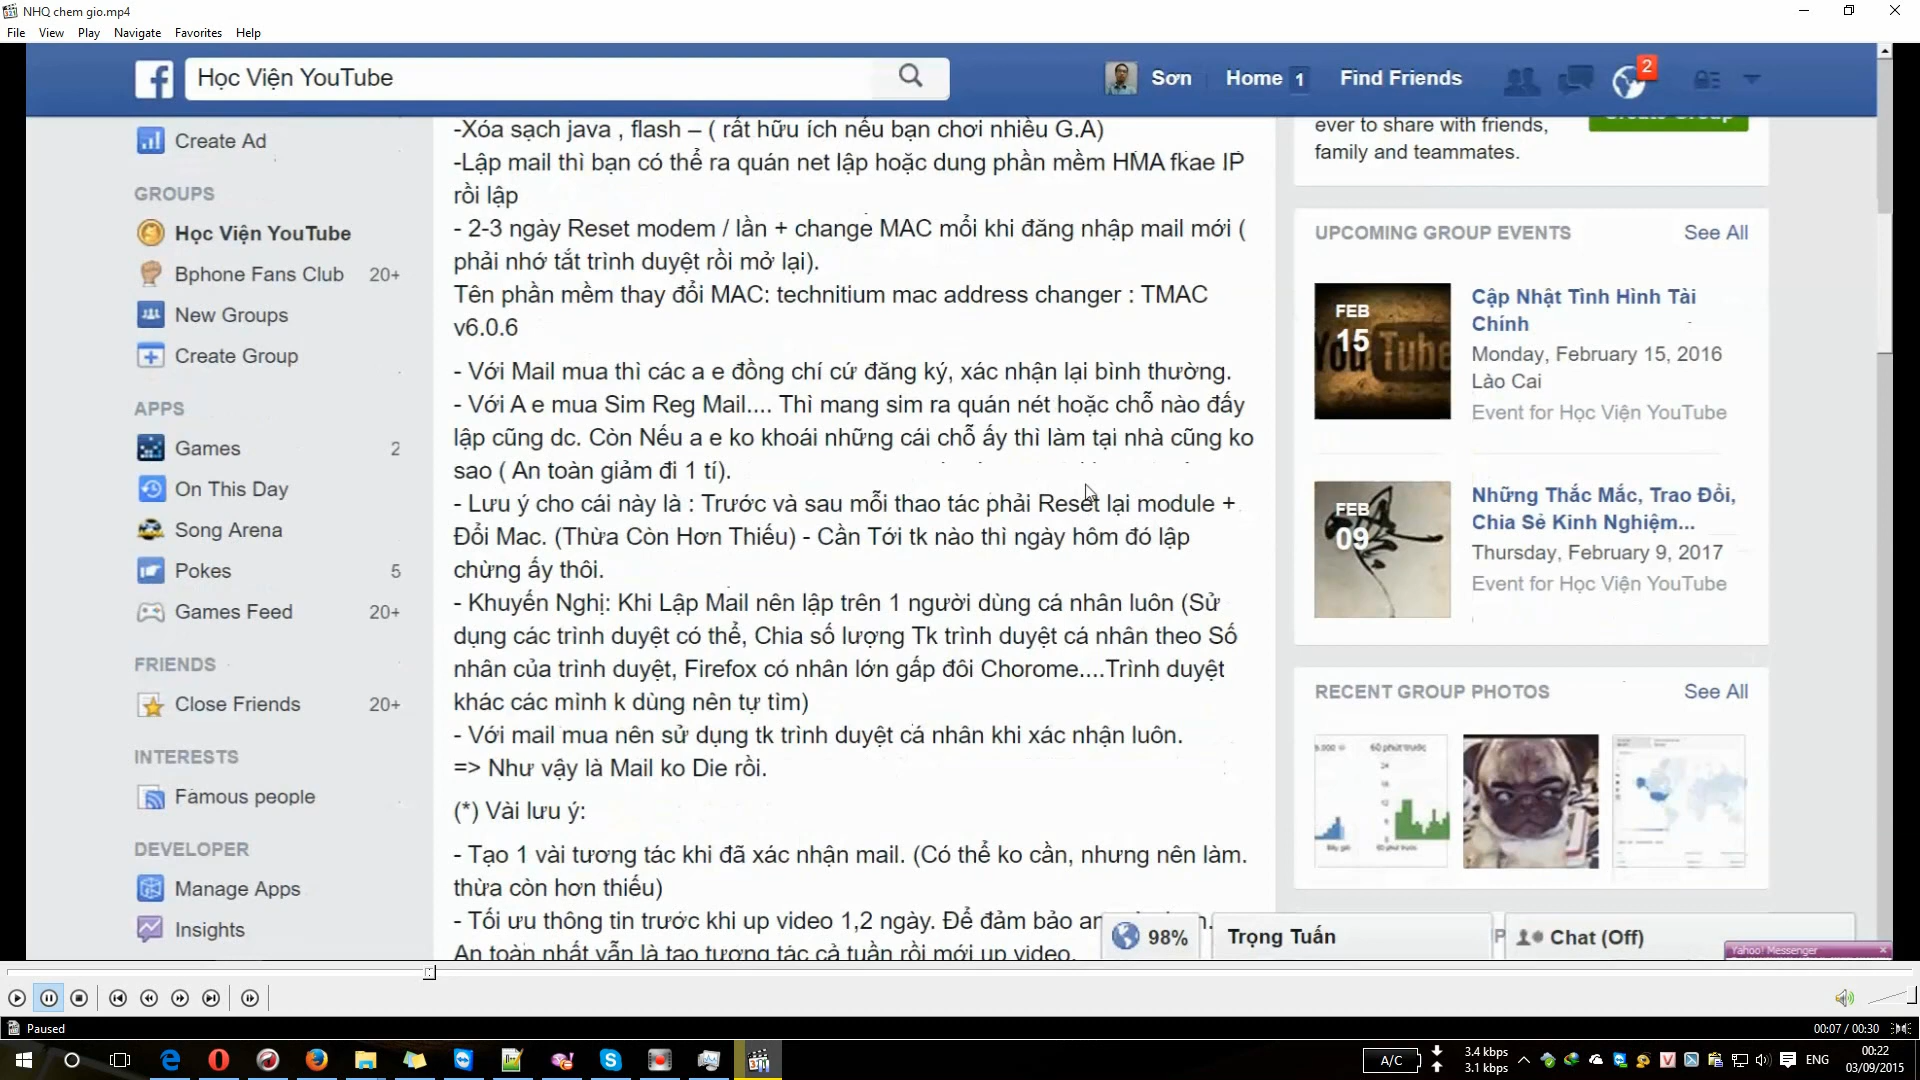 NHQ chem gio.mp4
File View Play Navigate Favorites Help
Học Viện YouTube
Sơn Home 1 Find Friends 2
Create Ad
GROUPS
Học Viện YouTube
Bphone Fans Club 20+
New Groups
Create Group
APPS
Games 2
On This Day
Song Arena
Pokes 5
Games Feed 20+
FRIENDS
Close Friends 20+
INTERESTS
Famous people
DEVELOPER
Manage Apps
Insights
-Xóa sạch java , flash – ( rất hữu ích nếu bạn chơi nhiều G.A)
-Lập mail thì bạn có thể ra quán net lập hoặc dung phần mềm HMA fkae IP
rồi lập
- 2-3 ngày Reset modem / lần + change MAC mổi khi đăng nhập mail mới (
phải nhớ tắt trình duyệt rồi mở lại).
Tên phần mềm thay đổi MAC: technitium mac address changer : TMAC
v6.0.6
- Với Mail mua thì các a e đồng chí cứ đăng ký, xác nhận lại bình thường.
- Với A e mua Sim Reg Mail.... Thì mang sim ra quán nét hoặc chỗ nào đấy
lập cũng dc. Còn Nếu a e ko khoái những cái chỗ ấy thì làm tại nhà cũng ko
sao ( An toàn giảm đi 1 tí).
- Lưu ý cho cái này là : Trước và sau mỗi thao tác phải Reset lại module +
Đổi Mac. (Thừa Còn Hơn Thiếu) - Cần Tới tk nào thì ngày hôm đó lập
chừng ấy thôi.
- Khuyến Nghị: Khi Lập Mail nên lập trên 1 người dùng cá nhân luôn (Sử
dụng các trình duyệt có thể, Chia số lượng Tk trình duyệt cá nhân theo Số
nhân của trình duyệt, Firefox có nhân lớn gấp đôi Chorome....Trình duyệt
khác các mình k dùng nên tự tìm)
- Với mail mua nên sử dụng tk trình duyệt cá nhân khi xác nhận luôn.
=> Như vậy là Mail ko Die rồi.
(*) Vài lưu ý:
- Tạo 1 vài tương tác khi đã xác nhận mail. (Có thể ko cần, nhưng nên làm.
thừa còn hơn thiếu)
- Tối ưu thông tin trước khi up video 1,2 ngày. Để đảm bảo
An toàn nhất vẫn là tạo tương tác cả tuần rồi mới up video.
ever to share with friends,
family and teammates.
Create Group
UPCOMING GROUP EVENTS See All
FEB
15
Cập Nhật Tình Hình Tài
Chính
Monday, February 15, 2016
Lào Cai
Event for Học Viện YouTube
FEB
09
Những Thắc Mắc, Trao Đổi,
Chia Sẻ Kinh Nghiệm...
Thursday, February 9, 2017
Event for Học Viện YouTube
RECENT GROUP PHOTOS See All
60 phút trước
98%
Trọng Tuấn
Chat (Off)
Yahoo! Messenger
Paused
00:07 / 00:30
A/C
3.4 kbps
3.1 kbps
ENG
00:22
03/09/2015